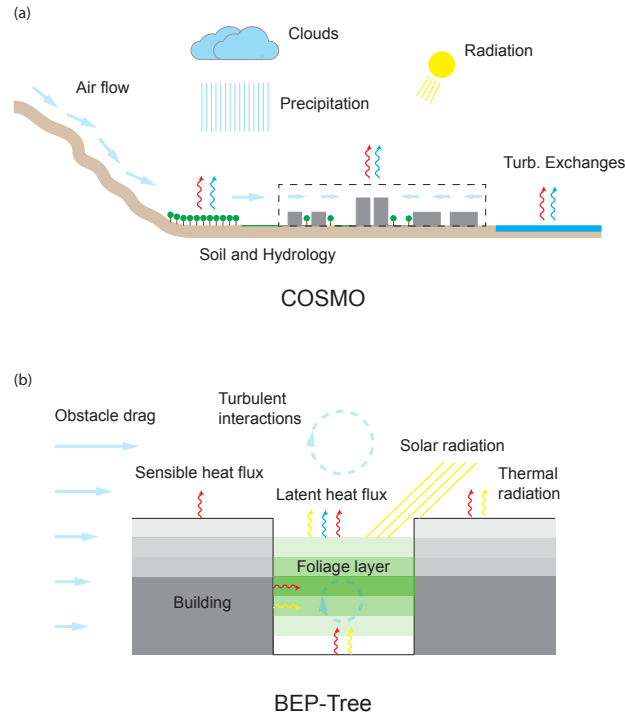 (a)
Clouds
Radiation
Air flow
Precipitation
Turb. Exchanges
Soil and Hydrology
COSMO
(b)
Turbulent
interactions
Obstacle drag
Solar radiation
Sensible heat flux
Latent heat flux
Thermal
radiation
Foliage layer
Building
BEP-Tree